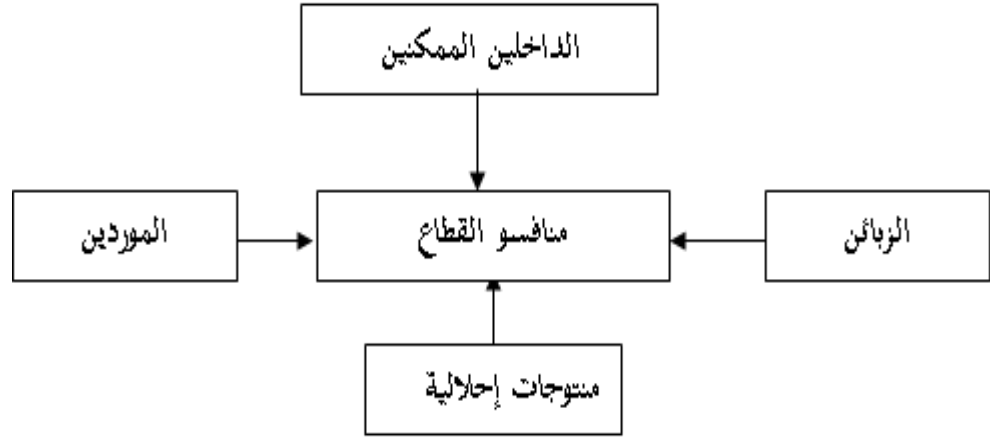 الداخلين الممكنين
الزبائن
منافسو القطاع
الموردين
منتوجات إحلالية